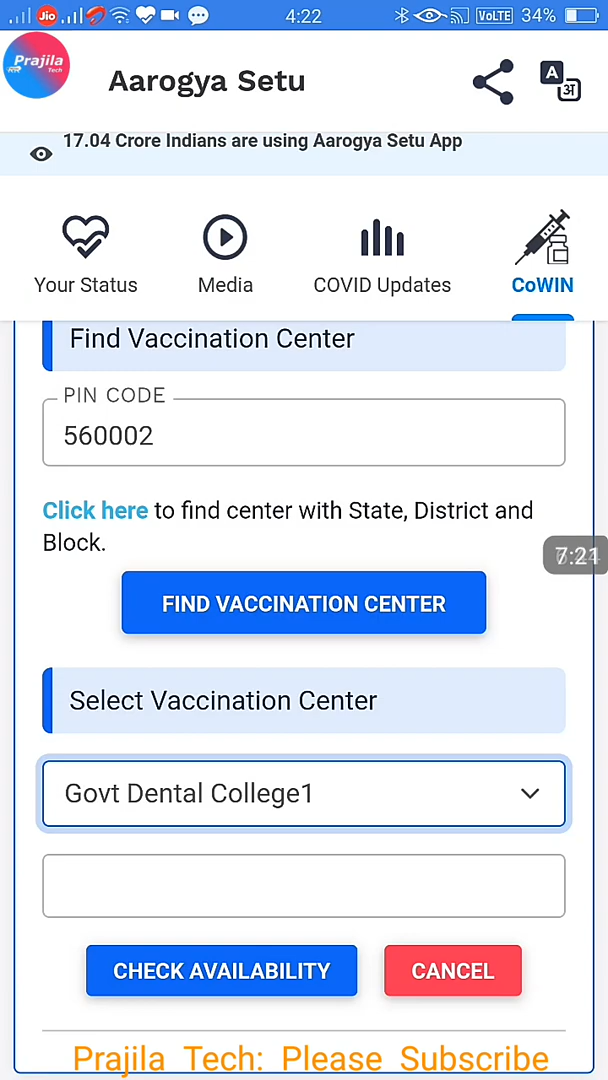 Jio
4:22
VoLTE
34%
Prajila
Tech
Aarogya Setu
A
अ
17.04 Crore Indians are using Aarogya Setu App
Your Status
Media
COVID Updates
CoWIN
Find Vaccination Center
PIN CODE
560002
Click here to find center with State, District and
Block.
7:21
FIND VACCINATION CENTER
Select Vaccination Center
Govt Dental College1
CHECK AVAILABILITY
CANCEL
Prajila Tech: Please Subscribe